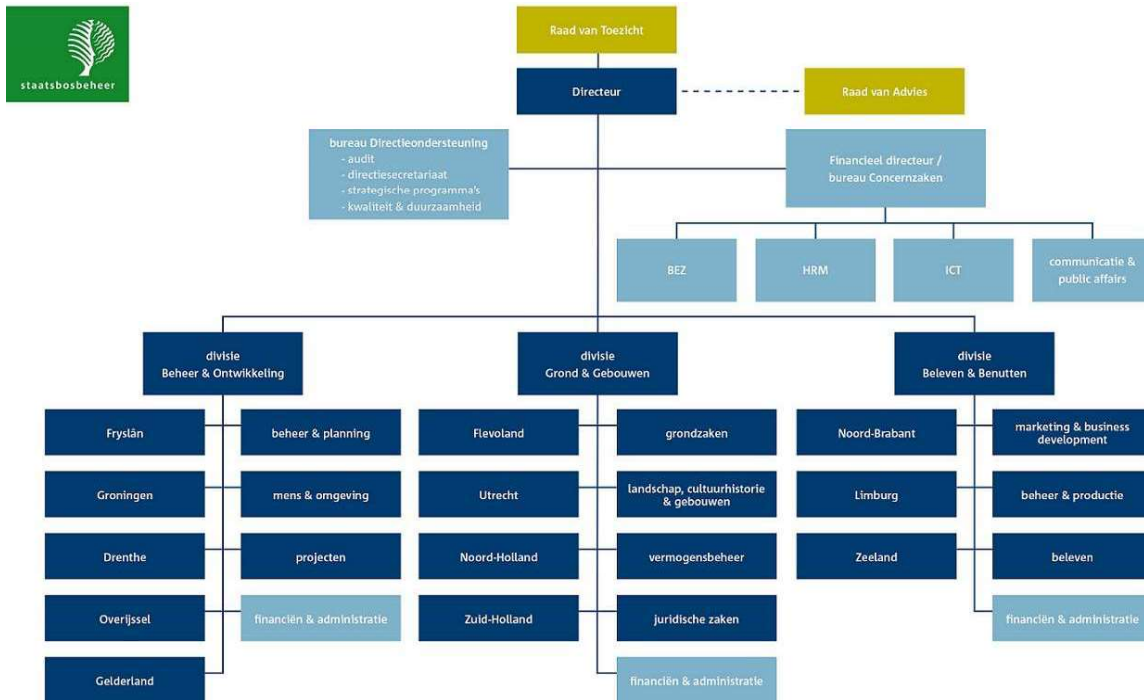 staatsbosbeheer
Raad van Toezicht
Directeur
Raad van Advies
bureau Directieondersteuning
- audit
- directiesecretariaat
- strategische programma's
- kwaliteit & duurzaamheid
Financieel directeur /
bureau Concernzaken
BEZ
HRM
ICT
communicatie &
public affairs
divisie
Beheer & Ontwikkeling
divisie
Grond & Gebouwen
divisie
Beleven & Benutten
Fryslân
beheer & planning
Groningen
mens & omgeving
Drenthe
projecten
Overijssel
financiën & administratie
Gelderland
Flevoland
grondzaken
Utrecht
landschap, cultuurhistorie
& gebouwen
Noord-Holland
vermogensbeheer
Zuid-Holland
juridische zaken
financiën & administratie
Noord-Brabant
marketing & business
development
Limburg
beheer & productie
Zeeland
beleven
financiën & administratie